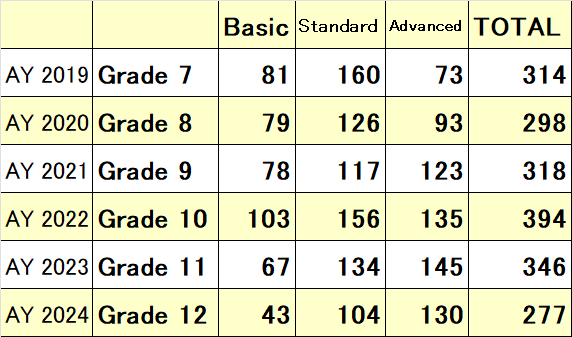 Basic Standard Advanced TOTAL
AY 2019 Grade 7 81 160 73 314
AY 2020 Grade 8 79 126 93 298
AY 2021 Grade 9 78 117 123 318
AY 2022 Grade 10 103 156 135 394
AY 2023 Grade 11 67 134 145 346
AY 2024 Grade 12 43 104 130 277